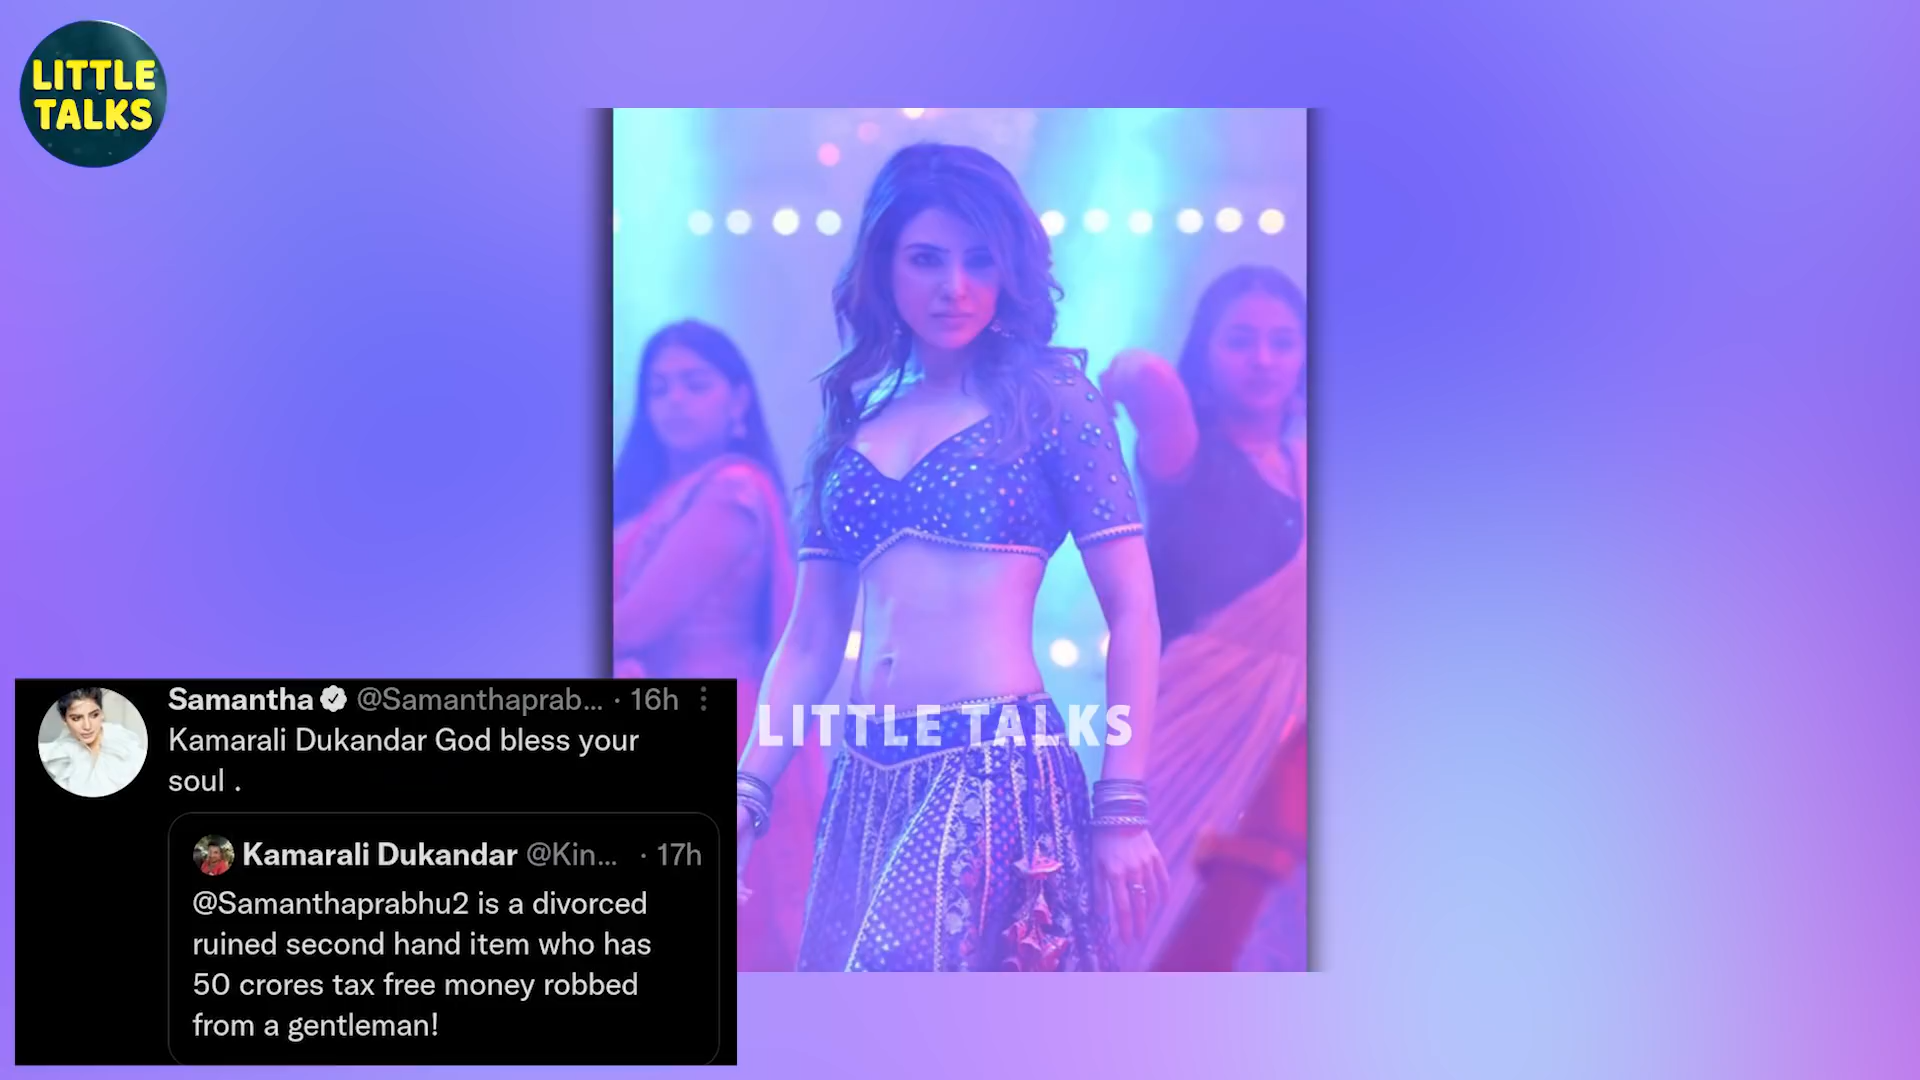 LITTLE
TALKS
LITTLE TALKS
Samantha @Samanthaprab... · 16h
Kamarali Dukandar God bless your
soul .
Kamarali Dukandar @Kin... · 17h
@Samanthaprabhu2 is a divorced
ruined second hand item who has
50 crores tax free money robbed
from a gentleman!